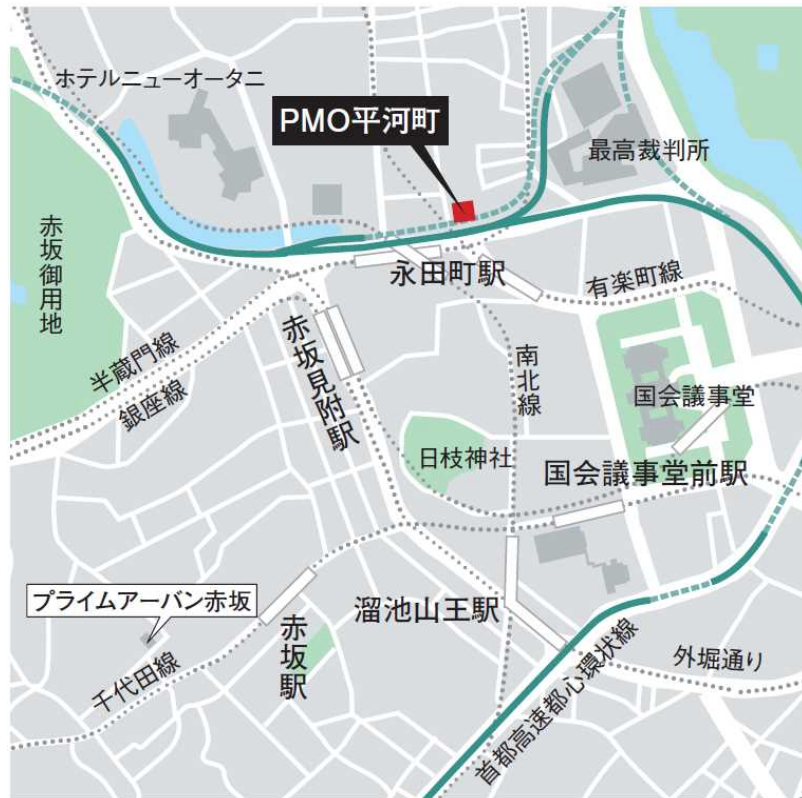 ホテルニューオータニ
PMO平河町
最高裁判所
赤坂御用地
永田町駅
有楽町線
半蔵門線
銀座線
赤坂見附駅
南北線
国会議事堂
日枝神社
国会議事堂前駅
プライムアーバン赤坂
溜池山王駅
赤坂駅
千代田線
首都高速都心環状線
外堀通り